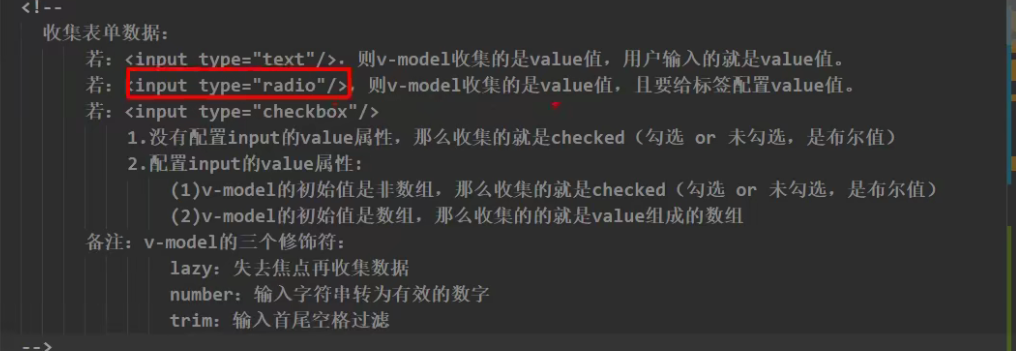 <!--
收集表单数据:
若: <input type="text"/>, 则v-model收集的是value值, 用户输入的就是value值。
若: <input type="radio"/>, 则v-model收集的是value值, 且要给标签配置value值。
若: <input type="checkbox"/>
1.没有配置input的value属性, 那么收集的就是checked（勾选 or 未勾选, 是布尔值）
2.配置input的value属性:
(1)v-model的初始值是非数组, 那么收集的就是checked（勾选 or 未勾选, 是布尔值）
(2)v-model的初始值是数组, 那么收集的的就是value组成的数组
备注: v-model的三个修饰符:
lazy: 失去焦点再收集数据
number: 输入字符串转为有效的数字
trim: 输入首尾空格过滤
-->